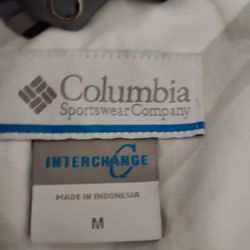 Columbia
Sportswear Company
INTERCHANGE
MADE IN INDONESIA
M